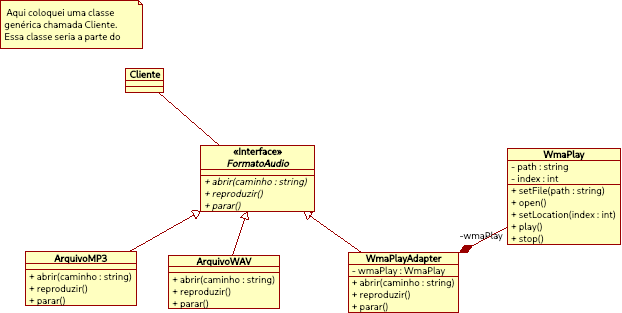 Aqui coloquei uma classe
genérica chamada Cliente.
Essa classe seria a parte do
Cliente
«Interface»
FormatoAudio
+ abrir(caminho : string)
+ reproduzir()
+ parar()
WmaPlay
- path : string
- index : int
+ setFile(path : string)
+ open()
+ setLocation(index : int)
+ play()
+ stop()
-wmaPlay
ArquivoMP3
+ abrir(caminho : string)
+ reproduzir()
+ parar()
ArquivoWAV
+ abrir(caminho : string)
+ reproduzir()
+ parar()
WmaPlayAdapter
- wmaPlay : WmaPlay
+ abrir(caminho : string)
+ reproduzir()
+ parar()